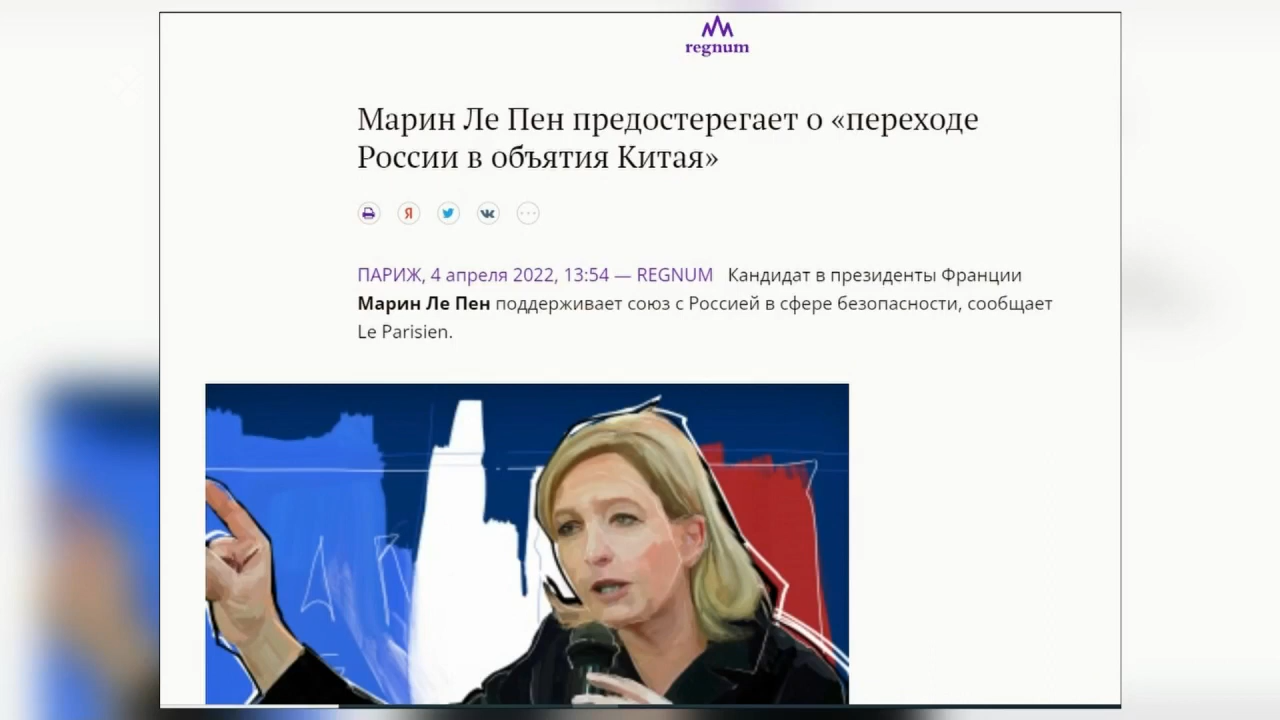 regnum
Марин Ле Пен предостерегает о «переходе
России в объятия Китая»
ПАРИЖ, 4 апреля 2022, 13:54 — REGNUM Кандидат в президенты Франции
Марин Ле Пен поддерживает союз с Россией в сфере безопасности, сообщает
Le Parisien.